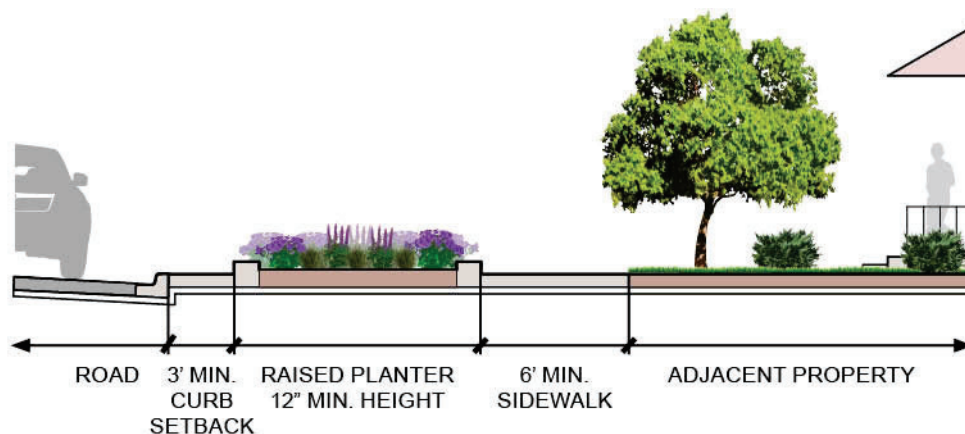 ROAD
3’ MIN.
CURB
SETBACK
RAISED PLANTER
12” MIN. HEIGHT
6’ MIN.
SIDEWALK
ADJACENT PROPERTY